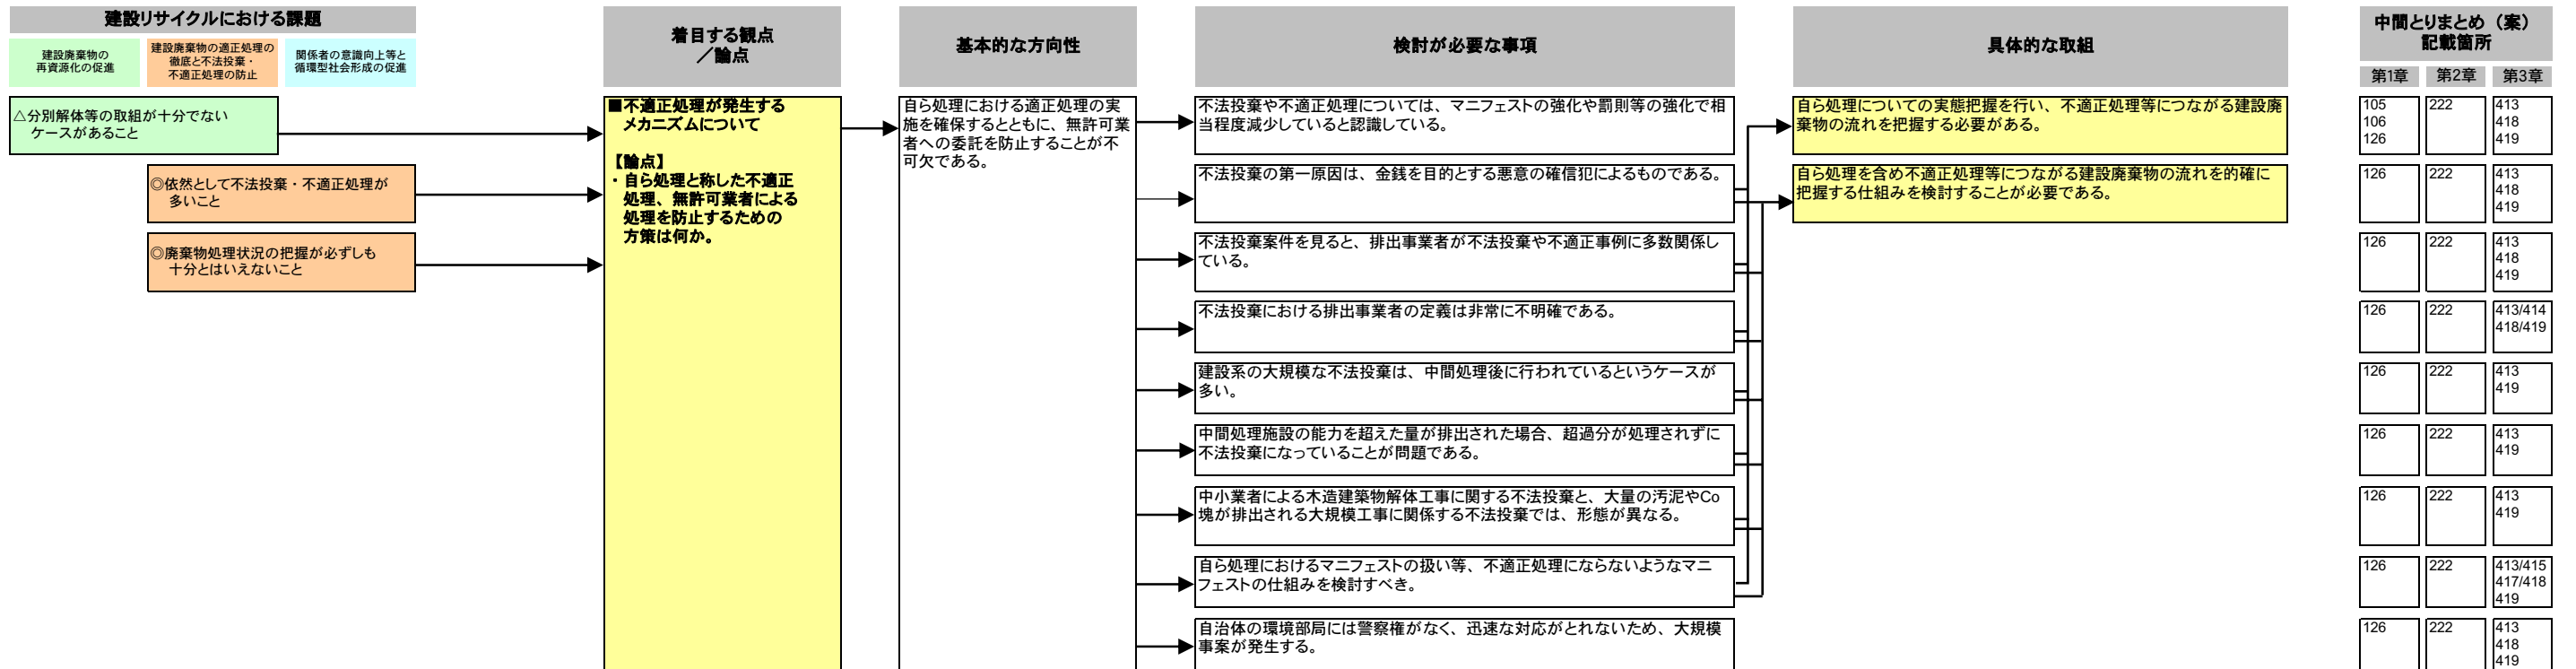 建設リサイクルにおける課題
建設廃棄物の
再資源化の促進
建設廃棄物の適正処理の
徹底と不法投棄・
不適正処理の防止
関係者の意識向上等と
循環型社会形成の促進
着目する観点
／論点
基本的な方向性
検討が必要な事項
具体的な取組
中間とりまとめ（案）
記載箇所
第1章
第2章
第3章
△分別解体等の取組が十分でない
ケースがあること
◎依然として不法投棄・不適正処理が
多いこと
◎廃棄物処理状況の把握が必ずしも
十分とはいえないこと
■不適正処理が発生する
メカニズムについて
【論点】
・自ら処理と称した不適正
処理、無許可業者による
処理を防止するための
方策は何か。
自ら処理における適正処理の実
施を確保するとともに、無許可業
者への委託を防止することが不
可欠である。
不法投棄や不適正処理については、マニフェストの強化や罰則等の強化で相
当程度減少していると認識している。
不法投棄の第一原因は、金銭を目的とする悪意の確信犯によるものである。
不法投棄案件を見ると、排出事業者が不法投棄や不適正事例に多数関係し
ている。
不法投棄における排出事業者の定義は非常に不明確である。
建設系の大規模な不法投棄は、中間処理後に行われているというケースが
多い。
中間処理施設の能力を超えた量が排出された場合、超過分が処理されずに
不法投棄になっていることが問題である。
中小業者による木造建築物解体工事に関する不法投棄と、大量の汚泥やCo
塊が排出される大規模工事に関係する不法投棄では、形態が異なる。
自ら処理におけるマニフェストの扱い等、不適正処理にならないようなマニ
フェストの仕組みを検討すべき。
自治体の環境部局には警察権がなく、迅速な対応がとれないため、大規模
事案が発生する。
自ら処理についての実態把握を行い、不適正処理等につながる建設廃
棄物の流れを把握する必要がある。
自ら処理を含め不適正処理等につながる建設廃棄物の流れを的確に
把握する仕組みを検討することが必要である。
105
106
126
222
413
418
419
126
222
413
418
419
126
222
413
418
419
126
222
413/414
418/419
126
222
413
419
126
222
413
419
126
222
413
419
126
222
413/415
417/418
419
126
222
413
418
419